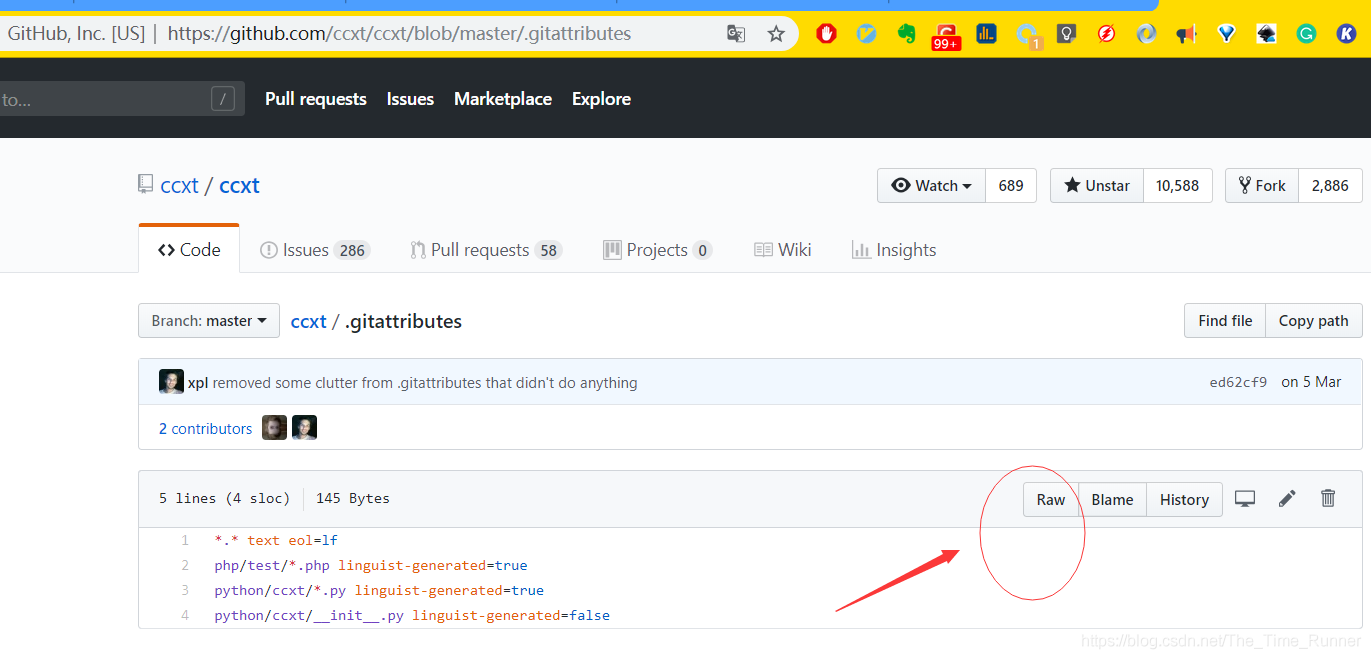 GitHub, Inc. [US] | https://github.com/ccxt/ccxt/blob/master/.gitattributes
99+
1
G
K
to...
/
Pull requests Issues Marketplace Explore
ccxt / ccxt
Watch 689 Unstar 10,588 Fork 2,886
Code Issues 286 Pull requests 58 Projects 0 Wiki Insights
Branch: master ccxt / .gitattributes Find file Copy path
xpl removed some clutter from .gitattributes that didn't do anything ed62cf9 on 5 Mar
2 contributors
5 lines (4 sloc) 145 Bytes Raw Blame History
1 *.* text eol=lf
2 php/test/*.php linguist-generated=true
3 python/ccxt/*.py linguist-generated=true
4 python/ccxt/__init__.py linguist-generated=false
https://blog.csdn.net/The_Time_Runner